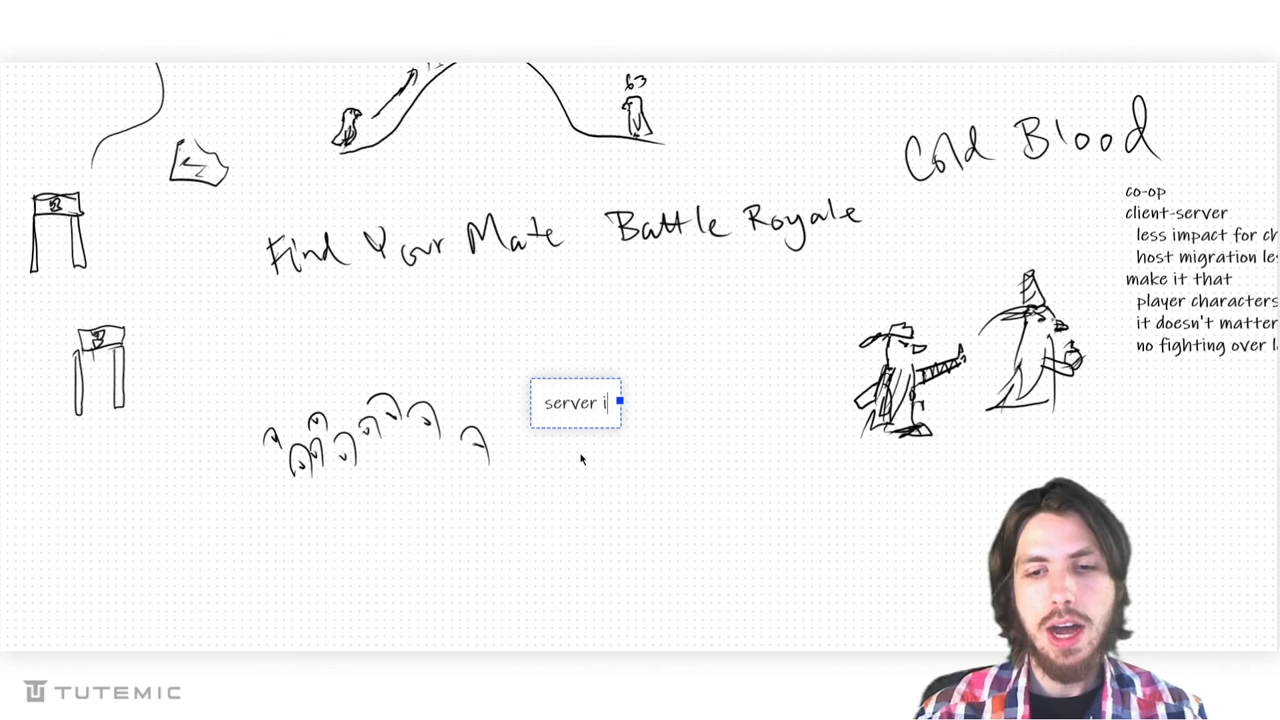 Cold Blood
co-op
client-server
less impact for ch
host migration le
make it that
player characters
it doesn't matter
no fighting over l
Find Your Mate Battle Royale
63
server i
TUTEMIC